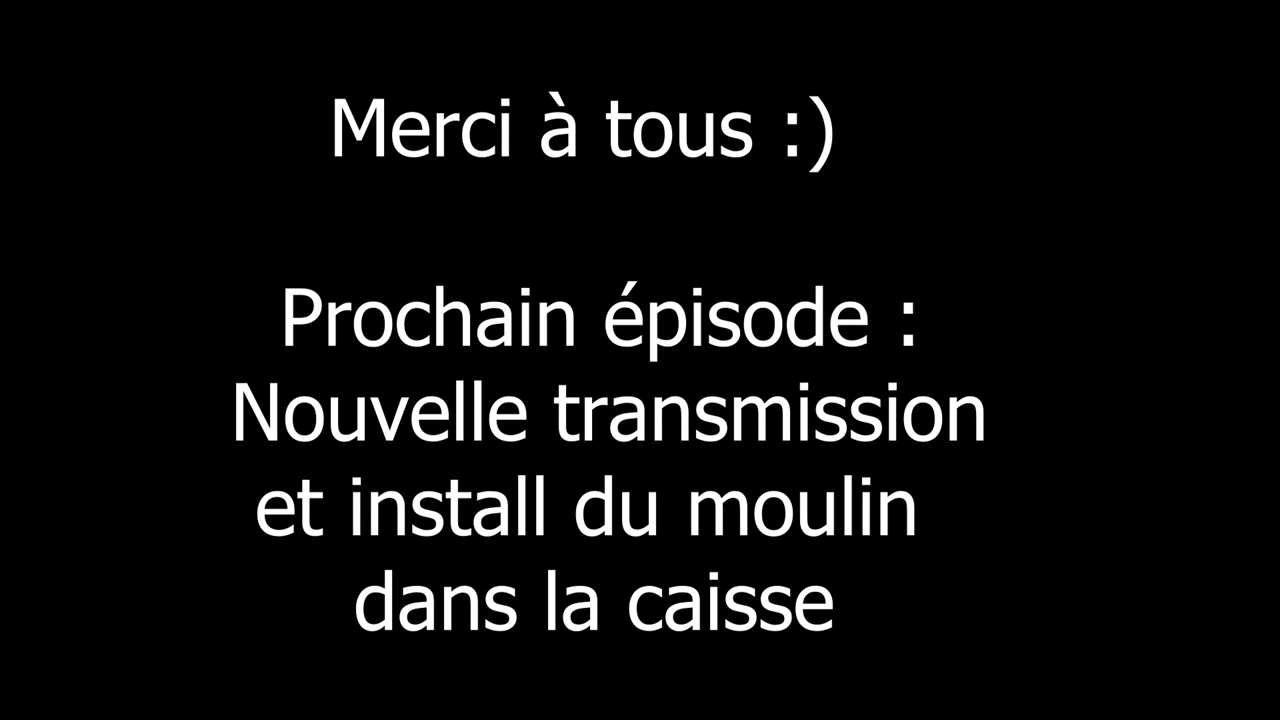 Merci à tous :)
Prochain épisode :
Nouvelle transmission
et install du moulin
dans la caisse